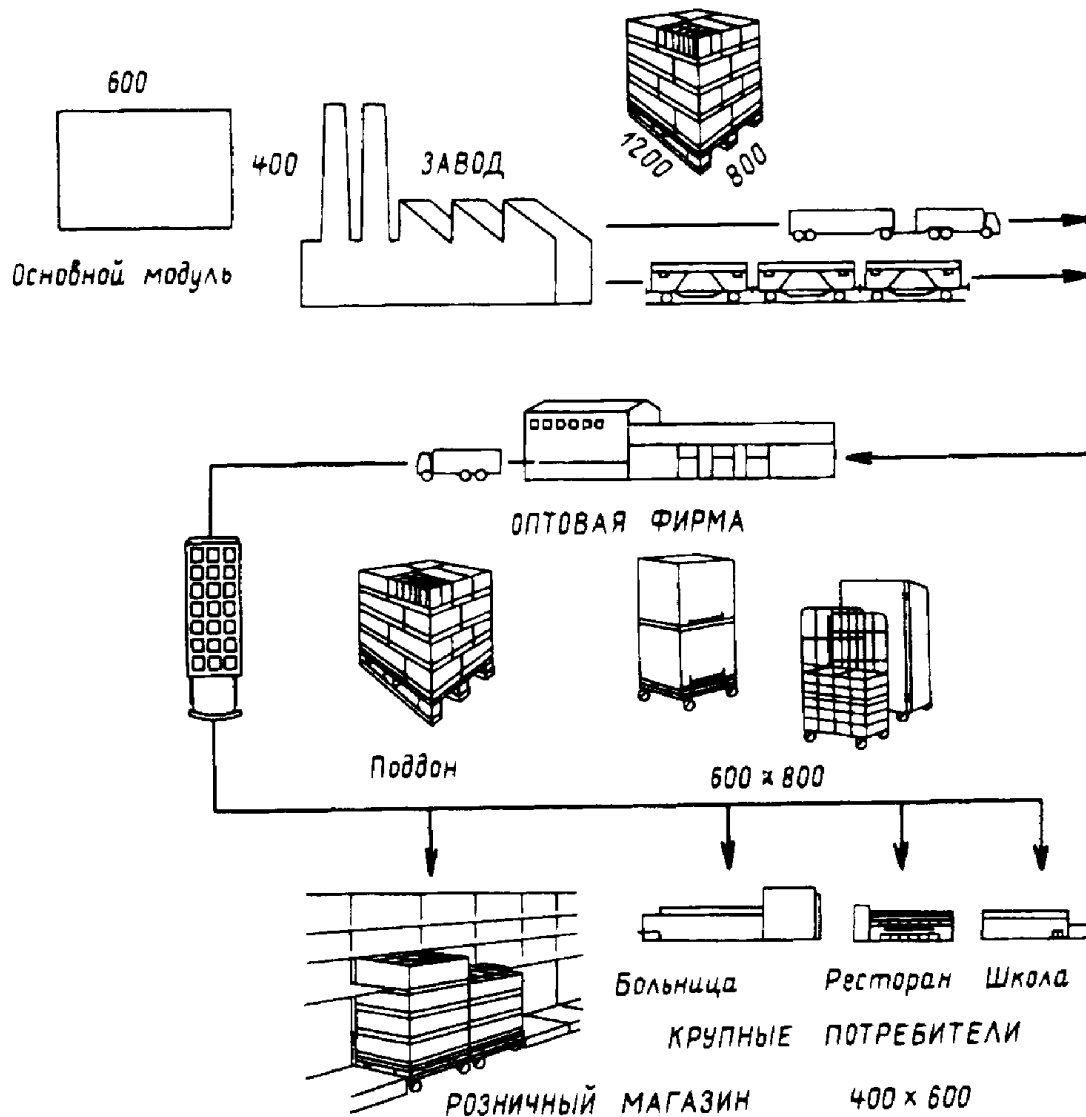 600
400
ЗАВОД
1200
800
Основной модуль
ОПТОВАЯ ФИРМА
Поддон
600 × 800
Больница
Ресторан
Школа
КРУПНЫЕ ПОТРЕБИТЕЛИ
РОЗНИЧНЫЙ МАГАЗИН
400 × 600